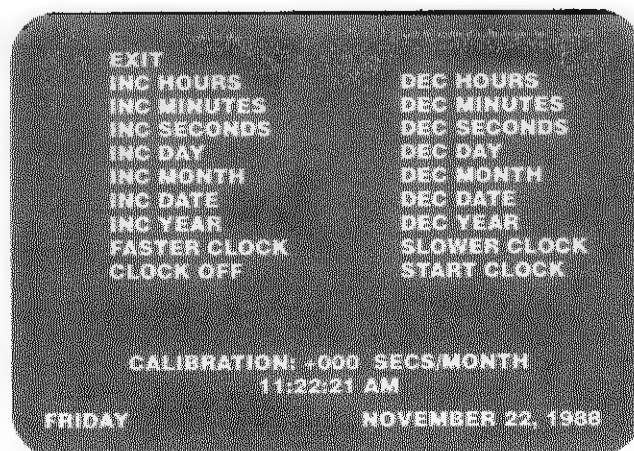 EXIT
INC HOURS DEC HOURS
INC MINUTES DEC MINUTES
INC SECONDS DEC SECONDS
INC DAY DEC DAY
INC MONTH DEC MONTH
INC DATE DEC DATE
INC YEAR DEC YEAR
FASTER CLOCK SLOWER CLOCK
CLOCK OFF START CLOCK
CALIBRATION: +000 SECS/MONTH
11:22:21 AM
FRIDAY NOVEMBER 22, 1988